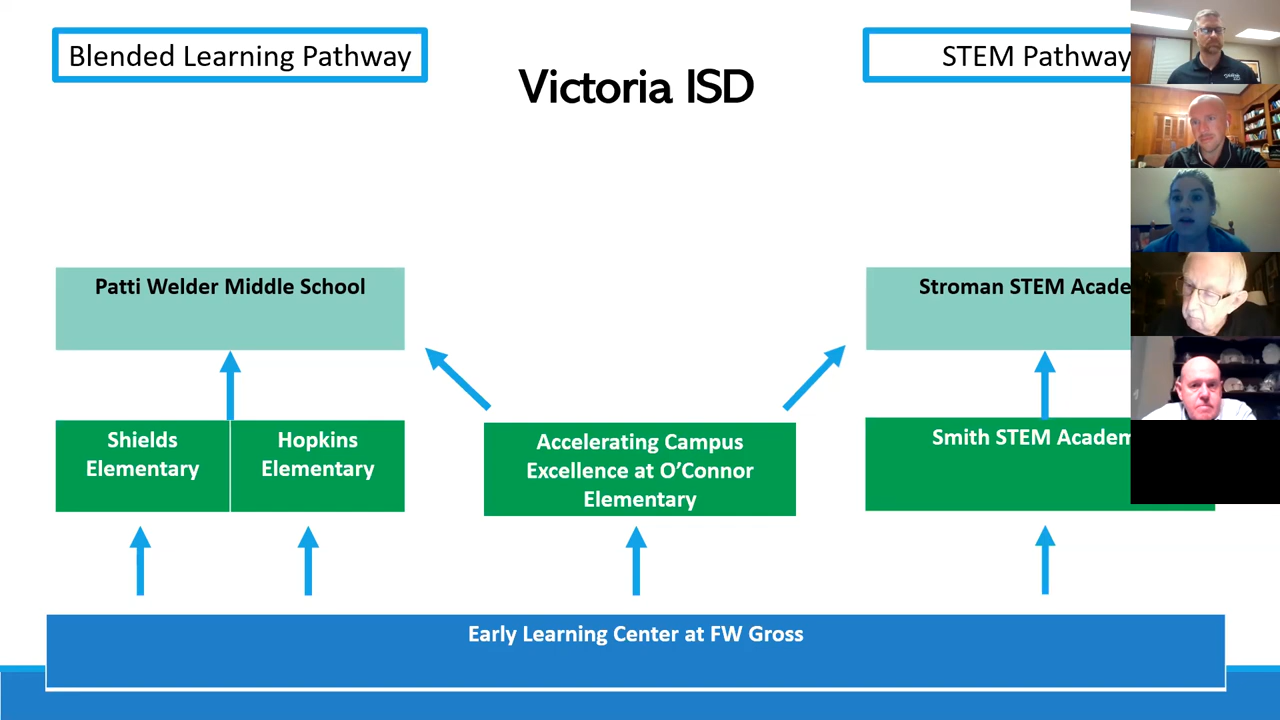 Blended Learning Pathway
Victoria ISD
STEM Pathway
Patti Welder Middle School
Stroman STEM Acade
Shields
Elementary
Hopkins
Elementary
Accelerating Campus
Excellence at O'Connor
Elementary
Smith STEM Academ
Early Learning Center at FW Gross